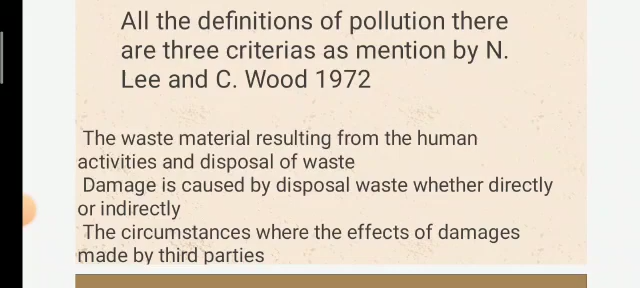 All the definitions of pollution there
are three criterias as mention by N.
Lee and C. Wood 1972
The waste material resulting from the human
activities and disposal of waste
Damage is caused by disposal waste whether directly
or indirectly
The circumstances where the effects of damages
made by third parties